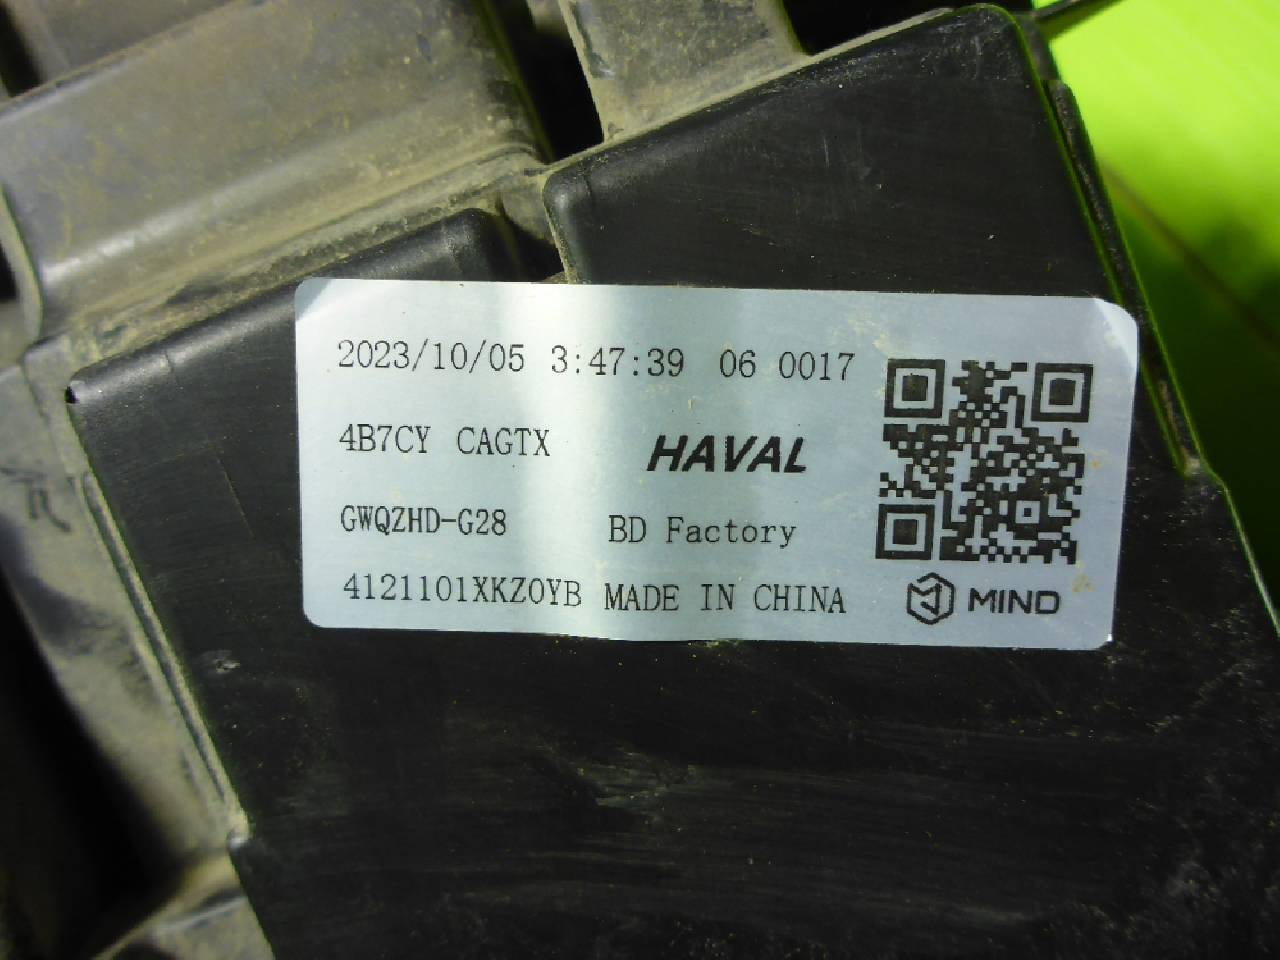 2023/10/05 3:47:39 06 0017
4B7CY CAGTX HAVAL
GWQZHD-G28 BD Factory
4121101XKZ0YB MADE IN CHINA MIND